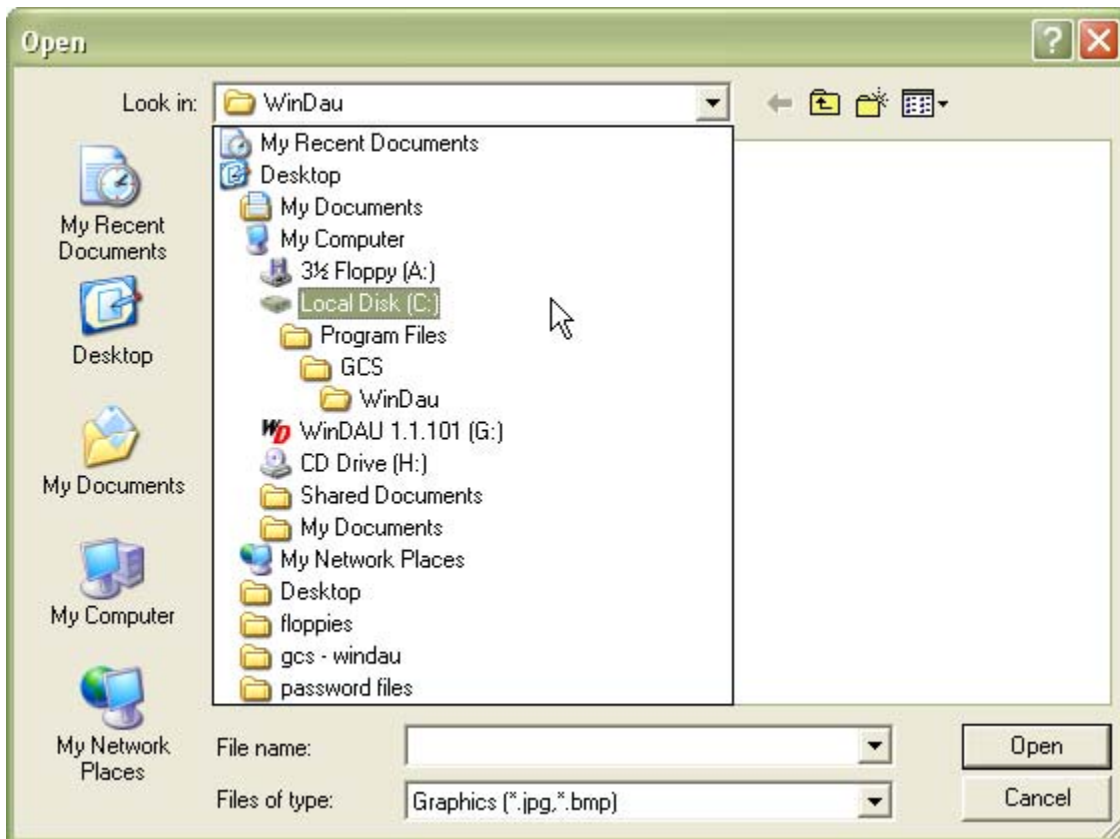 Open
Look in:
WinDau
My Recent Documents
Desktop
My Documents
My Computer
3½ Floppy (A:)
Local Disk (C:)
Program Files
GCS
WinDau
WD WinDAU 1.1.101 (G:)
CD Drive (H:)
Shared Documents
My Documents
My Network Places
Desktop
floppies
gcs - windau
password files
My Recent
Documents
Desktop
My Documents
My Computer
My Network
Places
File name:
Open
Files of type:
Graphics (*.jpg,*.bmp)
Cancel